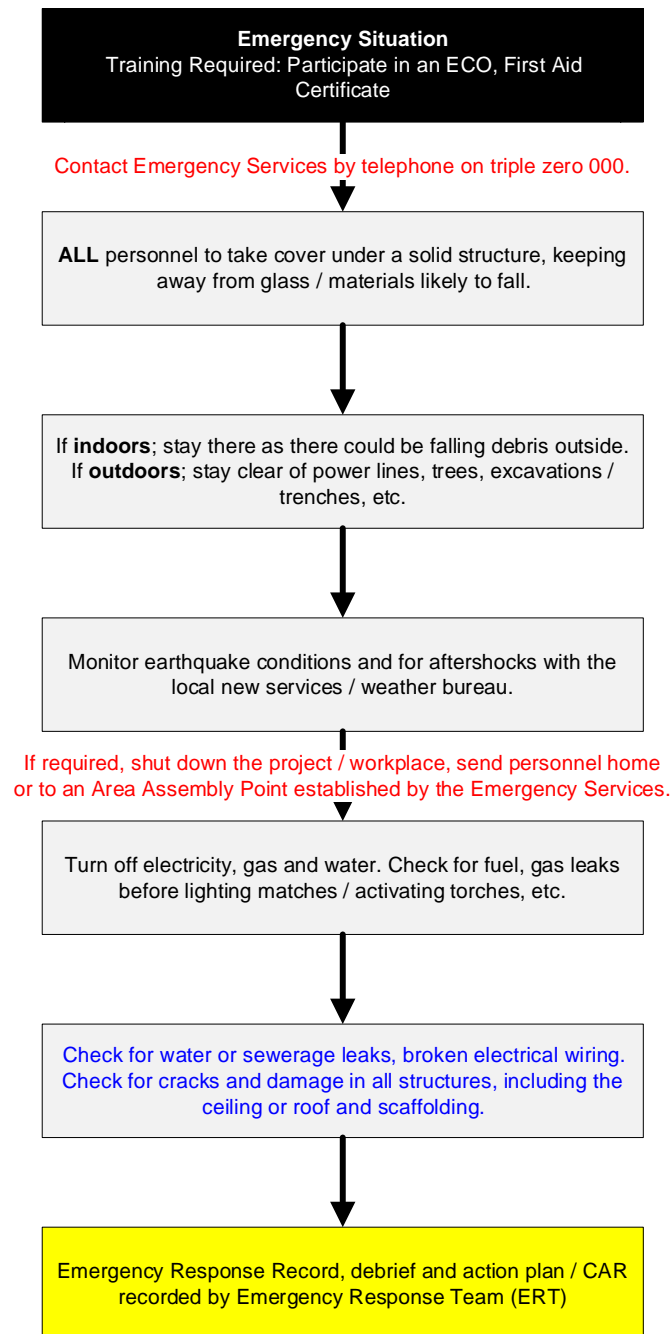 Emergency Situation
Training Required: Participate in an ECO, First Aid
Certificate
Contact Emergency Services by telephone on triple zero 000.
ALL personnel to take cover under a solid structure, keeping
away from glass / materials likely to fall.
If indoors; stay there as there could be falling debris outside.
If outdoors; stay clear of power lines, trees, excavations /
trenches, etc.
Monitor earthquake conditions and for aftershocks with the
local new services / weather bureau.
If required, shut down the project / workplace, send personnel home
or to an Area Assembly Point established by the Emergency Services.
Turn off electricity, gas and water. Check for fuel, gas leaks
before lighting matches / activating torches, etc.
Check for water or sewerage leaks, broken electrical wiring.
Check for cracks and damage in all structures, including the
ceiling or roof and scaffolding.
Emergency Response Record, debrief and action plan / CAR
recorded by Emergency Response Team (ERT)